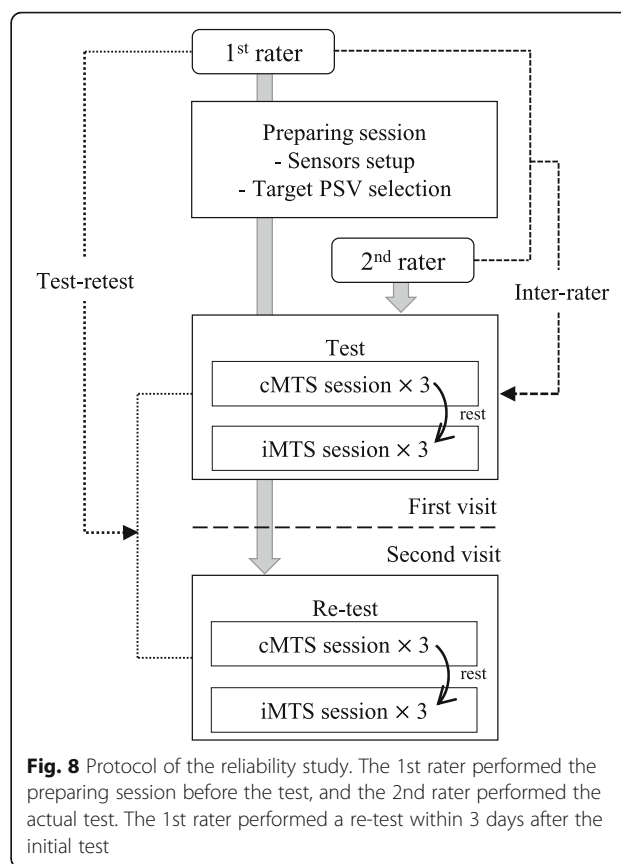 1st rater
Preparing session
- Sensors setup
- Target PSV selection
2nd rater
Test-retest
Inter-rater
Test
cMTS session × 3
rest
iMTS session × 3
First visit
Second visit
Re-test
cMTS session × 3
rest
iMTS session × 3
Fig. 8 Protocol of the reliability study. The 1st rater performed the
preparing session before the test, and the 2nd rater performed the
actual test. The 1st rater performed a re-test within 3 days after the
initial test